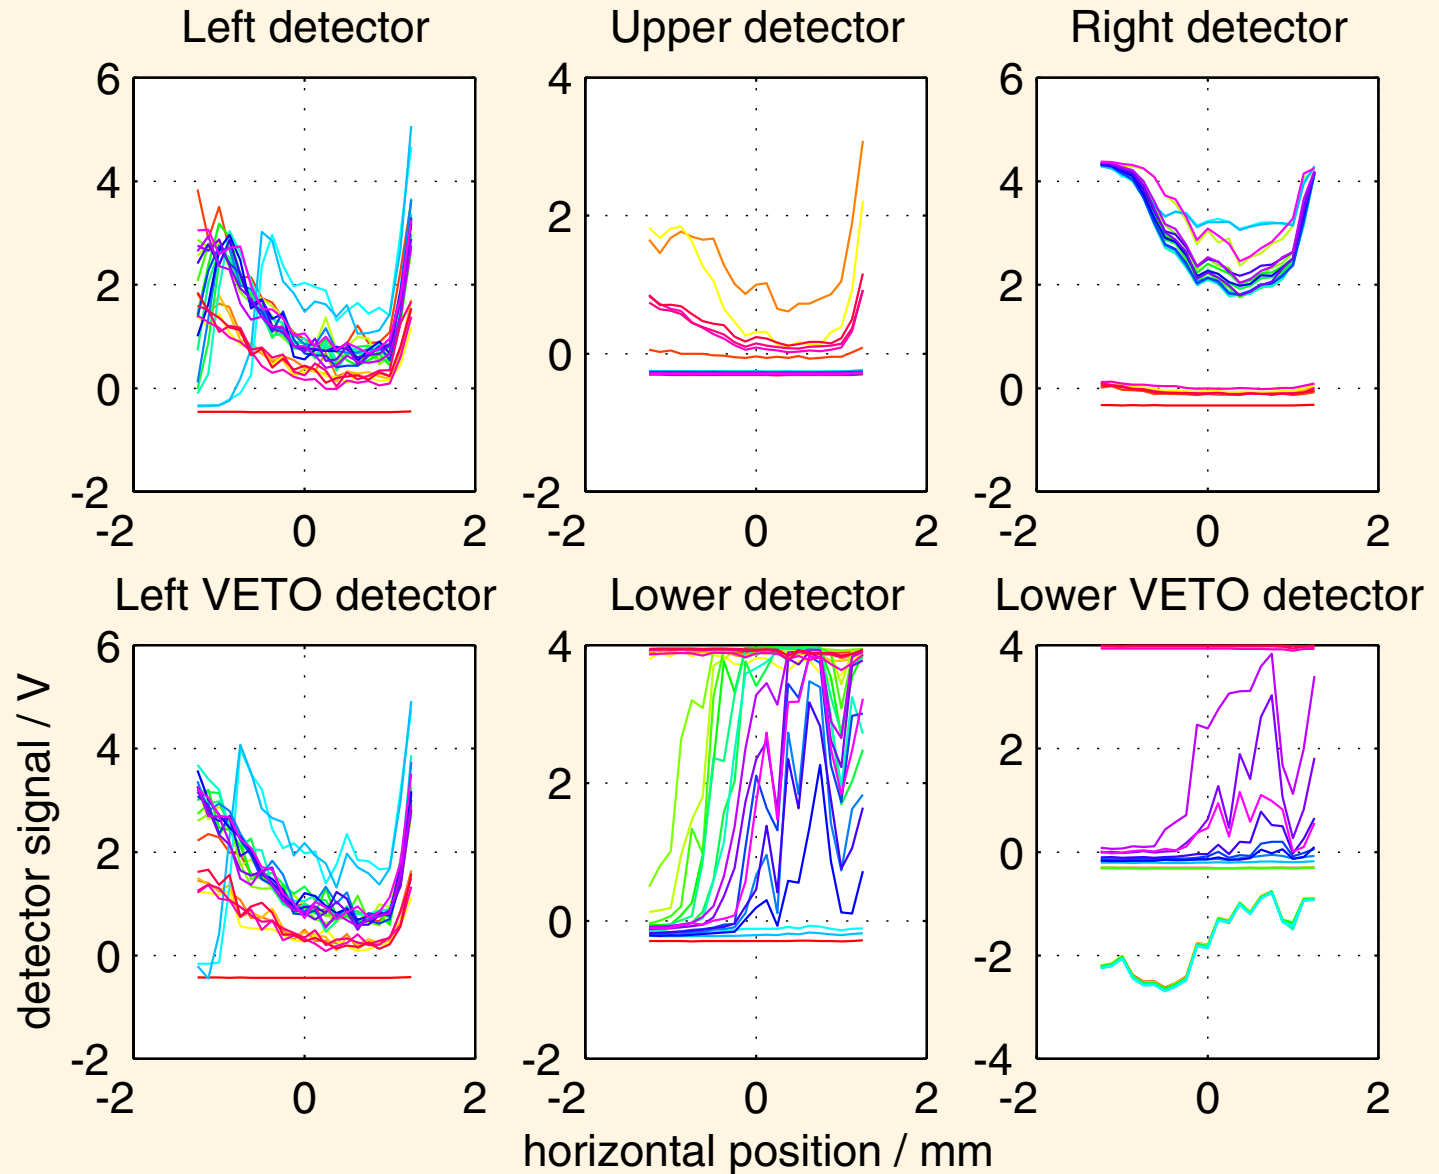 Left detector Upper detector Right detector
6 4 6
4 4
2
2 2
0
0 0
-2 -2 -2
-2 0 2 -2 0 2 -2 0 2
Left VETO detector Lower detector Lower VETO detector
6 4 4
4 2
2
2 0
0
0 -2
-2 -2 -4
-2 0 2 -2 0 2 -2 0 2
detector signal / V
horizontal position / mm